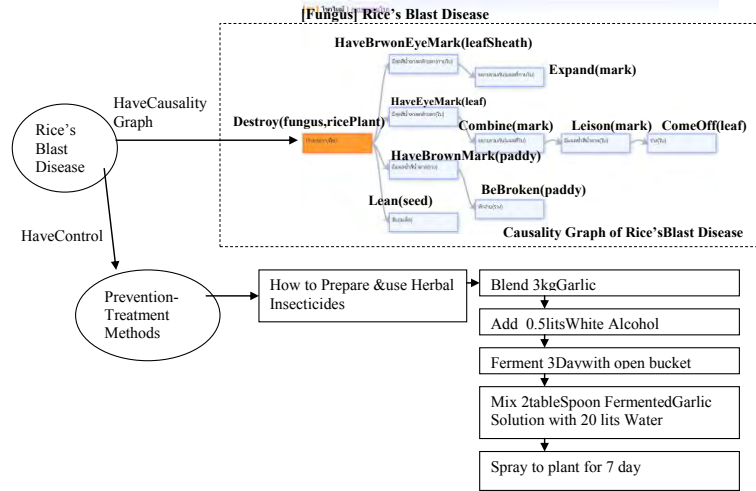 [Fungus] Rice's Blast Disease
HaveBrwonEyeMark(leafSheath)
Expand(mark)
HaveCausality
Graph
HaveEyeMark(leaf)
Rice's
Blast
Disease
Destroy(fungus,ricePlant)
Combine(mark)
Leison(mark)
ComeOff(leaf)
HaveBrownMark(paddy)
BeBroken(paddy)
Lean(seed)
Causality Graph of Rice'sBlast Disease
HaveControl
Prevention-
Treatment
Methods
How to Prepare &use Herbal
Insecticides
Blend 3kgGarlic
Add 0.5litsWhite Alcohol
Ferment 3Daywith open bucket
Mix 2tableSpoon FermentedGarlic
Solution with 20 lits Water
Spray to plant for 7 day